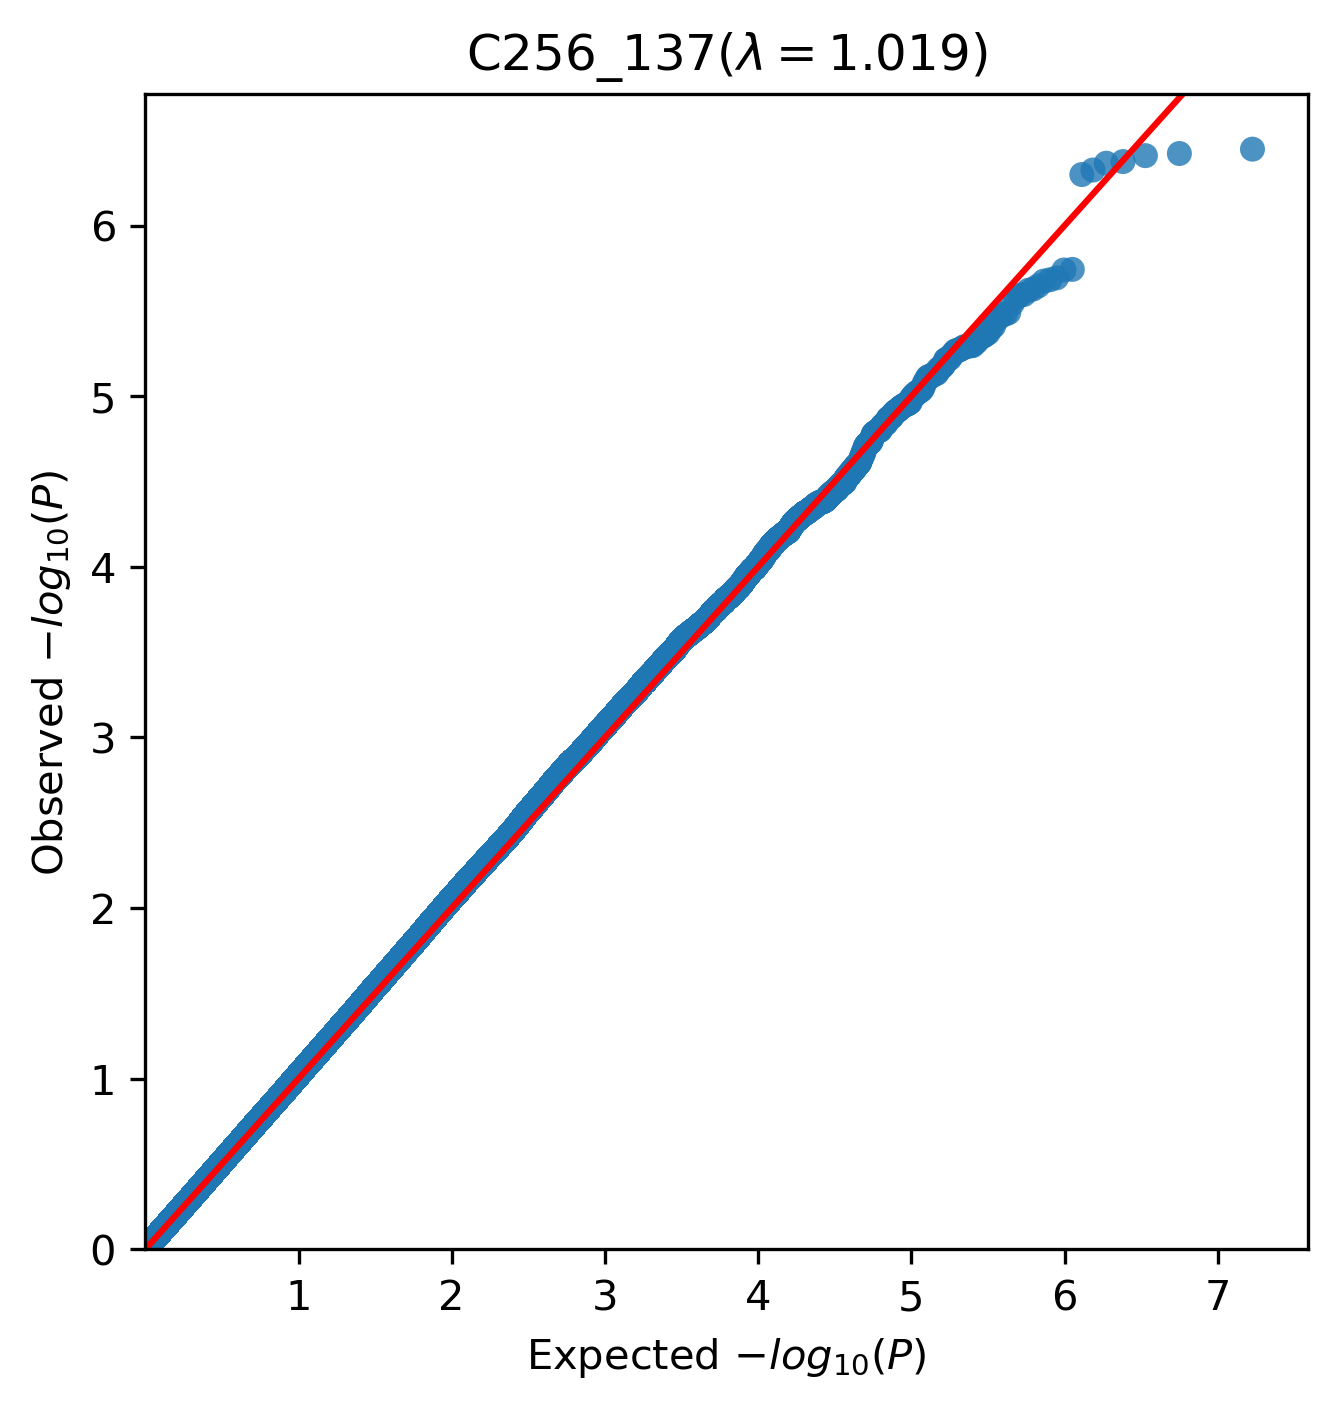 C256_137(λ = 1.019)
Observed −log₁₀(P)
6
5
4
3
2
1
0
1 2 3 4 5 6 7
Expected −log₁₀(P)